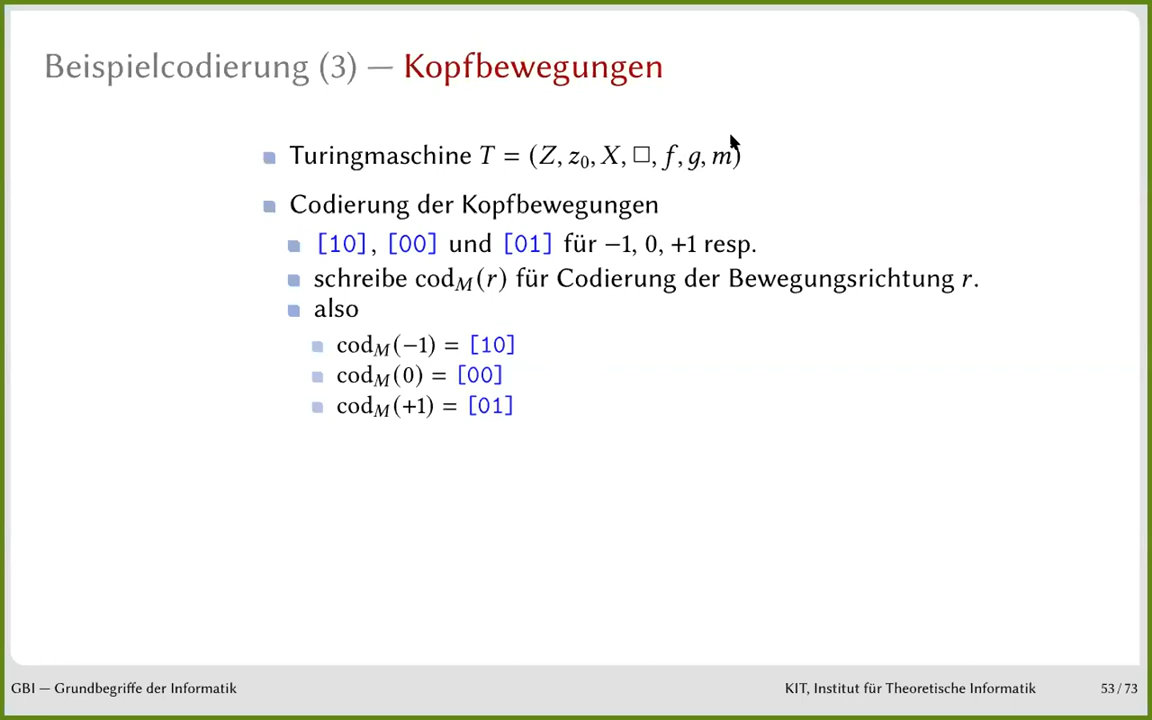 Beispielcodierung (3) — Kopfbewegungen
Turingmaschine T = (Z, z₀, X, □, f, g, m)
Codierung der Kopfbewegungen
[10], [00] und [01] für −1, 0, +1 resp.
schreibe cod_M(r) für Codierung der Bewegungsrichtung r.
also
cod_M(−1) = [10]
cod_M(0) = [00]
cod_M(+1) = [01]
GBI — Grundbegriffe der Informatik KIT, Institut für Theoretische Informatik 53 / 73